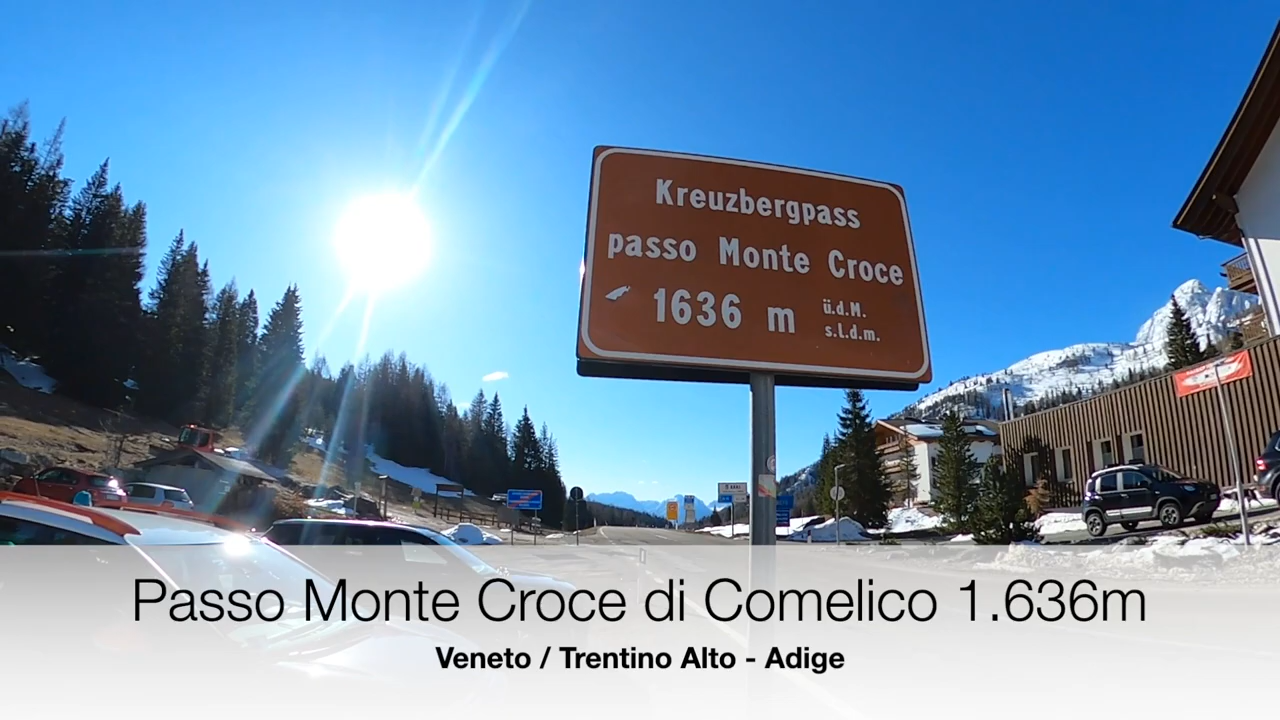 Kreuzbergpass
passo Monte Croce
1636 m
ü.d.M.
s.l.d.m.
Passo Monte Croce di Comelico 1.636m
Veneto / Trentino Alto - Adige